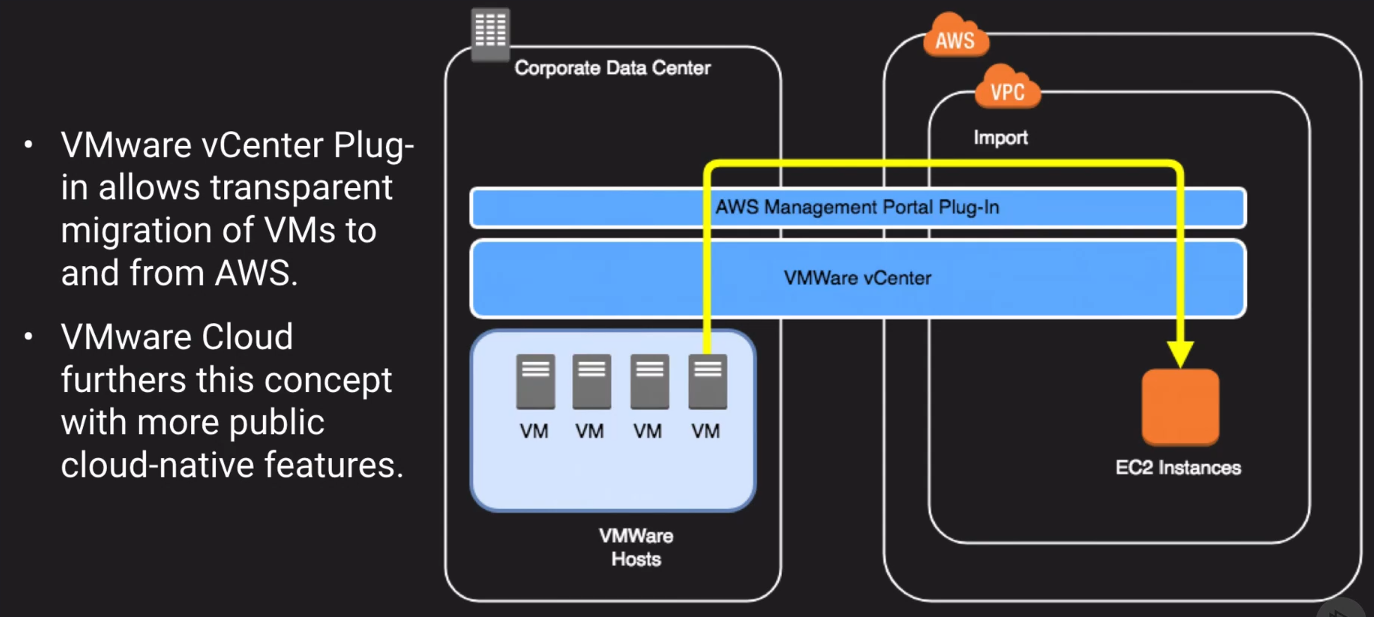 • VMware vCenter Plug-
in allows transparent
migration of VMs to
and from AWS.
• VMware Cloud
furthers this concept
with more public
cloud-native features.
Corporate Data Center
AWS
VPC
Import
AWS Management Portal Plug-In
VMWare vCenter
VM VM VM VM
EC2 Instances
VMWare
Hosts